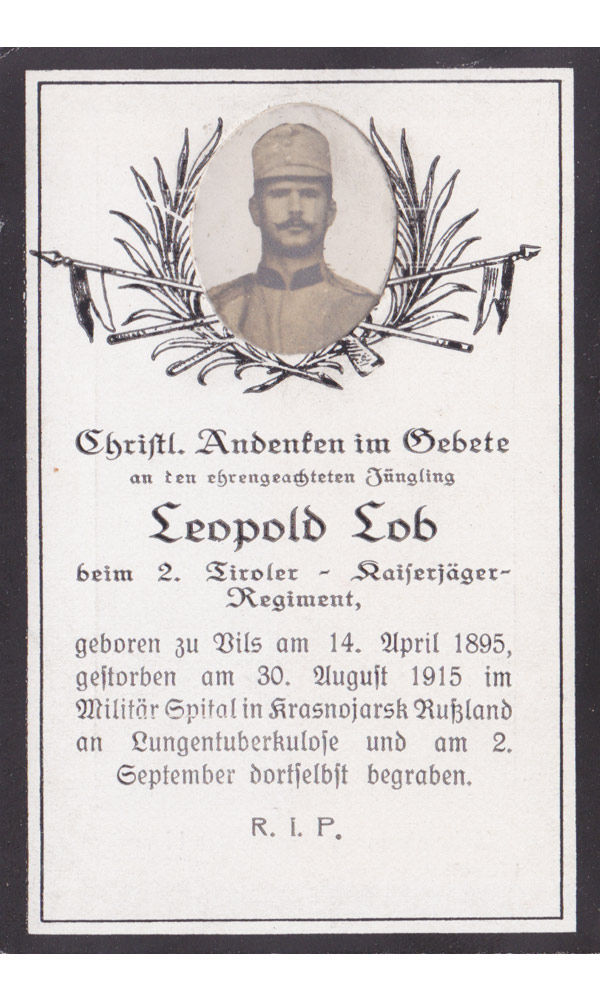 Christl. Andenken im Gebete
an den ehrengeachteten Jüngling
Leopold Lob
beim 2. Tiroler - Kaiserjäger-
Regiment,
geboren zu Vils am 14. April 1895,
gestorben am 30. August 1915 im
Militär Spital in Krasnojarsk Rußland
an Lungentuberkulose und am 2.
September dortselbst begraben.
R. I. P.